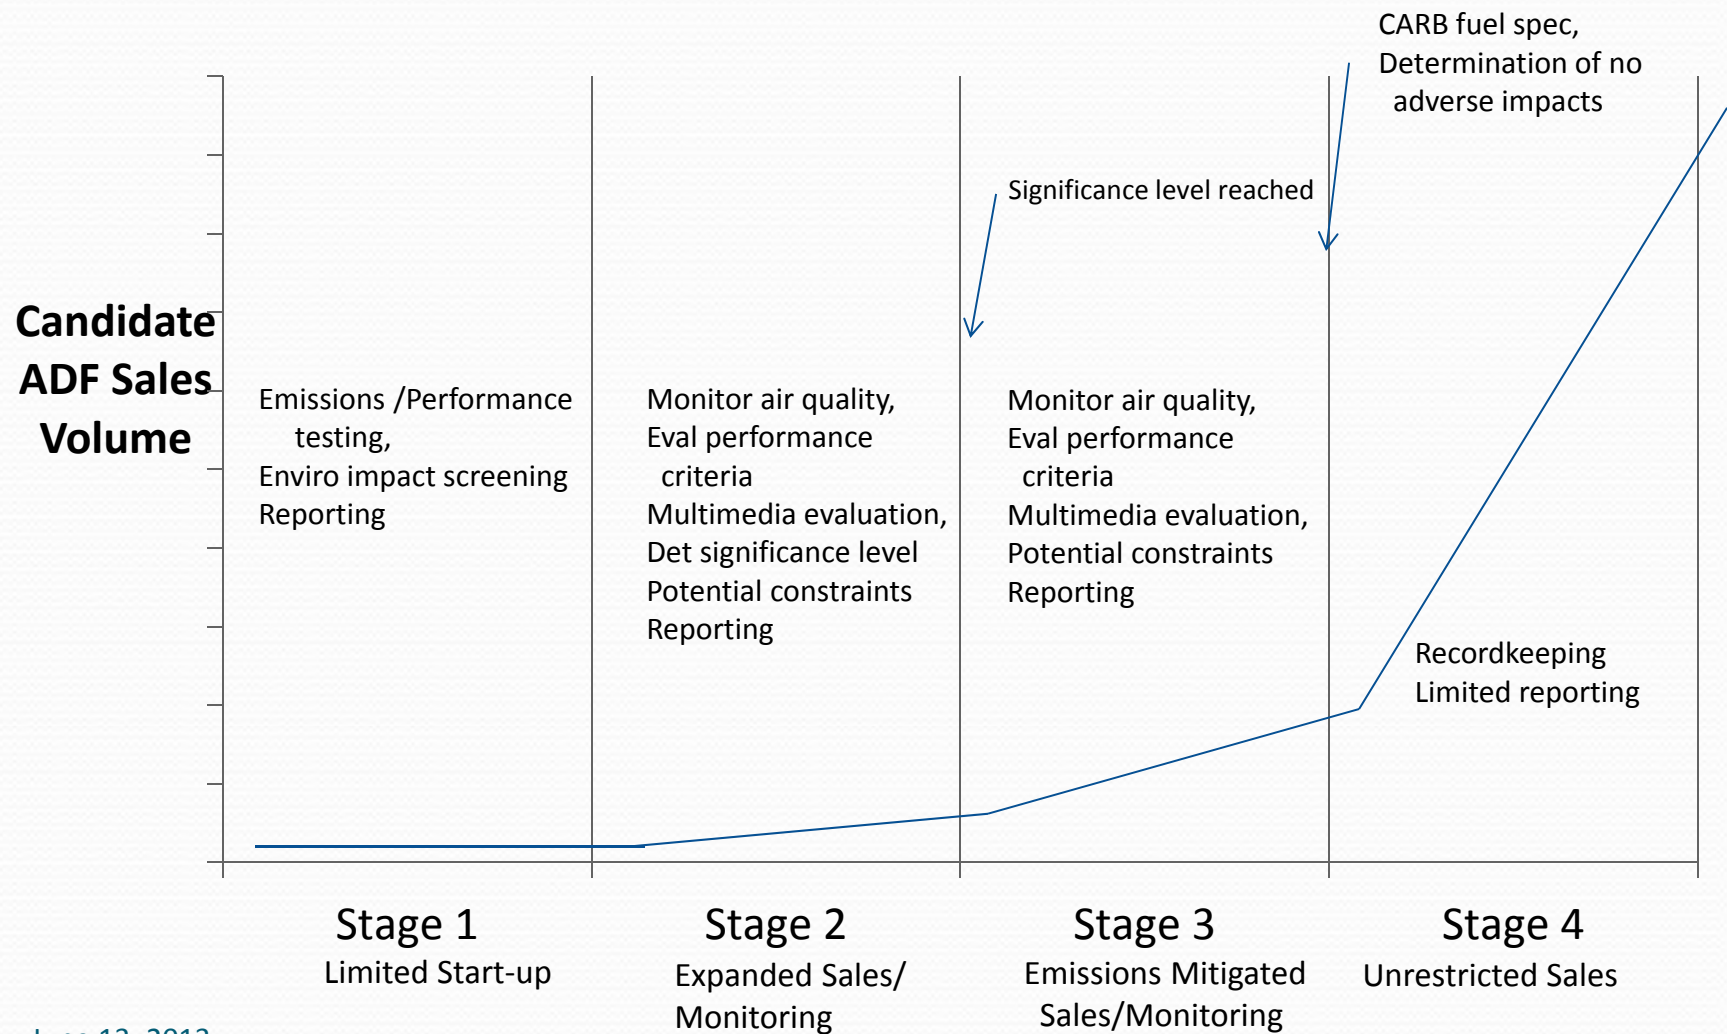 CARB fuel spec,
Determination of no
adverse impacts
Significance level reached
Candidate
ADF Sales
Volume
Emissions /Performance
testing,
Enviro impact screening
Reporting
Monitor air quality,
Eval performance
criteria
Multimedia evaluation,
Det significance level
Potential constraints
Reporting
Monitor air quality,
Eval performance
criteria
Multimedia evaluation,
Potential constraints
Reporting
Recordkeeping
Limited reporting
Stage 1
Limited Start-up
Stage 2
Expanded Sales/
Monitoring
Stage 3
Emissions Mitigated
Sales/Monitoring
Stage 4
Unrestricted Sales